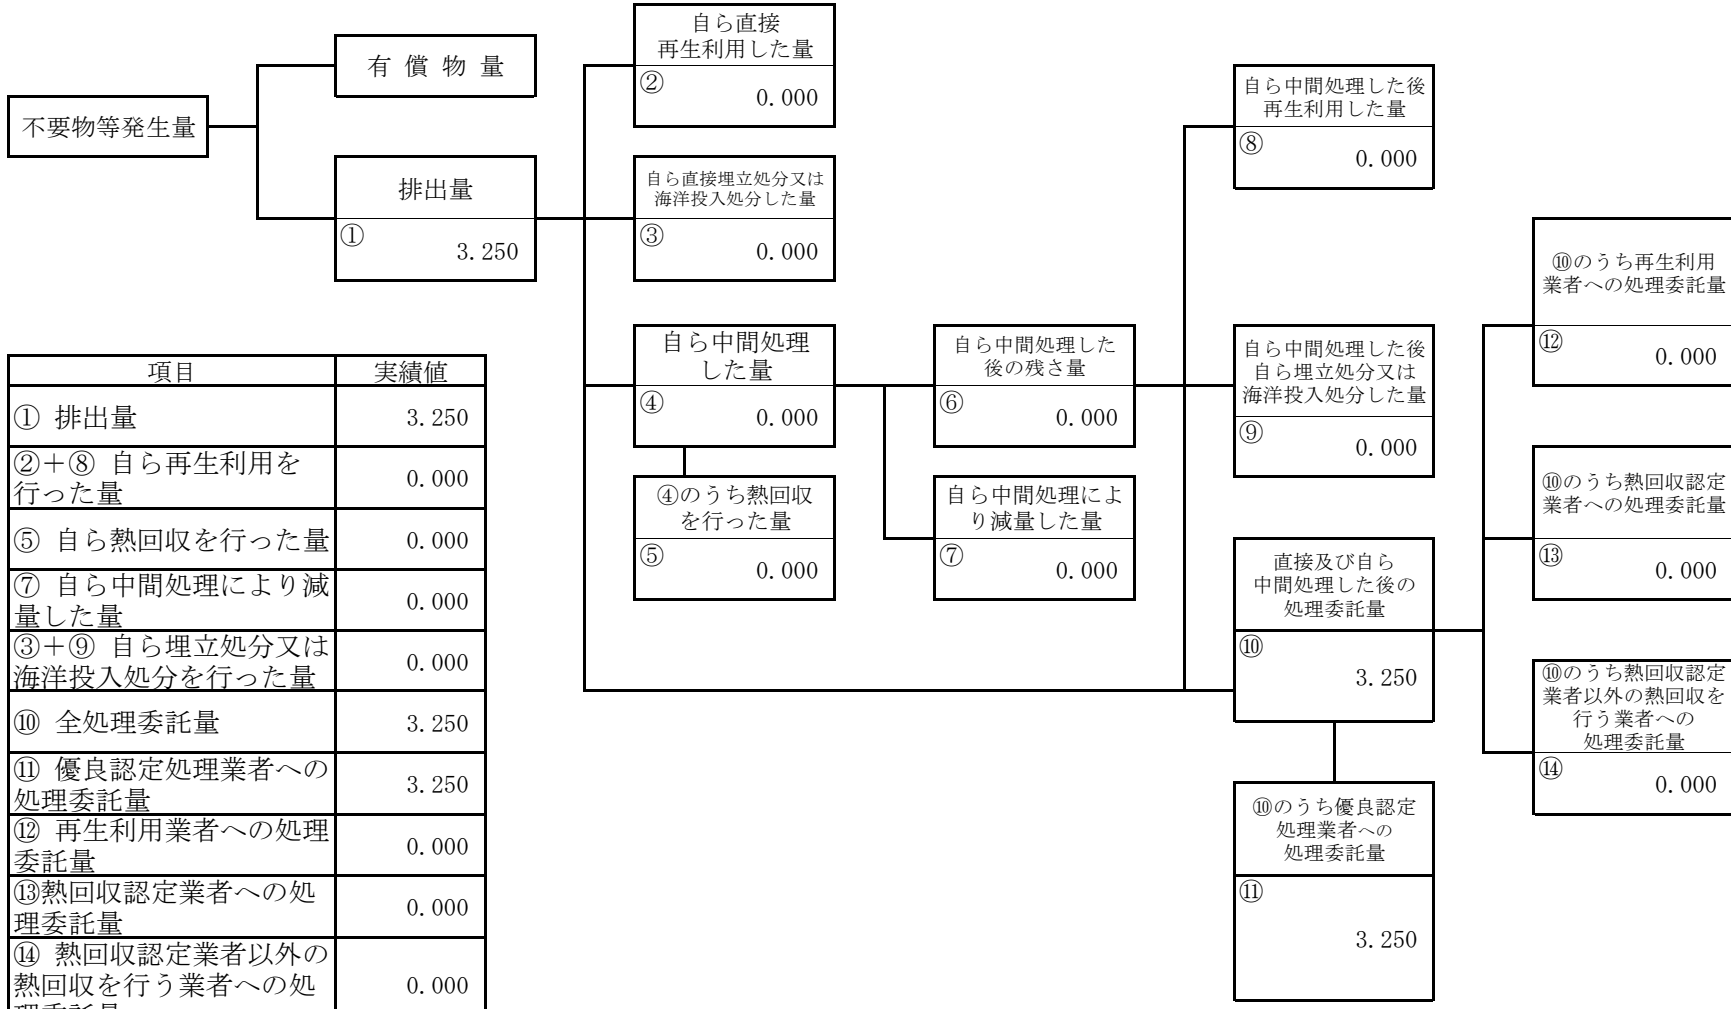 不要物等発生量
有 償 物 量
排出量
①
3.250
自ら直接
再生利用した量
②
0.000
自ら直接埋立処分又は
海洋投入処分した量
③
0.000
自ら中間処理
した量
④
0.000
④のうち熱回収
を行った量
⑤
0.000
自ら中間処理した
後の残さ量
⑥
0.000
自ら中間処理によ
り減量した量
⑦
0.000
自ら中間処理した後
再生利用した量
⑧
0.000
自ら中間処理した後
自ら埋立処分又は
海洋投入処分した量
⑨
0.000
直接及び自ら
中間処理した後の
処理委託量
⑩
3.250
⑩のうち優良認定
処理業者への
処理委託量
⑪
3.250
⑩のうち再生利用
業者への処理委託量
⑫
0.000
⑩のうち熱回収認定
業者への処理委託量
⑬
0.000
⑩のうち熱回収認定
業者以外の熱回収を
行う業者への
処理委託量
⑭
0.000
項目 実績値
① 排出量 3.250
②＋⑧ 自ら再生利用を
行った量 0.000
⑤ 自ら熱回収を行った量 0.000
⑦ 自ら中間処理により減
量した量 0.000
③＋⑨ 自ら埋立処分又は
海洋投入処分を行った量 0.000
⑩ 全処理委託量 3.250
⑪ 優良認定処理業者への
処理委託量 3.250
⑫ 再生利用業者への処理
委託量 0.000
⑬熱回収認定業者への処
理委託量 0.000
⑭ 熱回収認定業者以外の
熱回収を行う業者への処 0.000